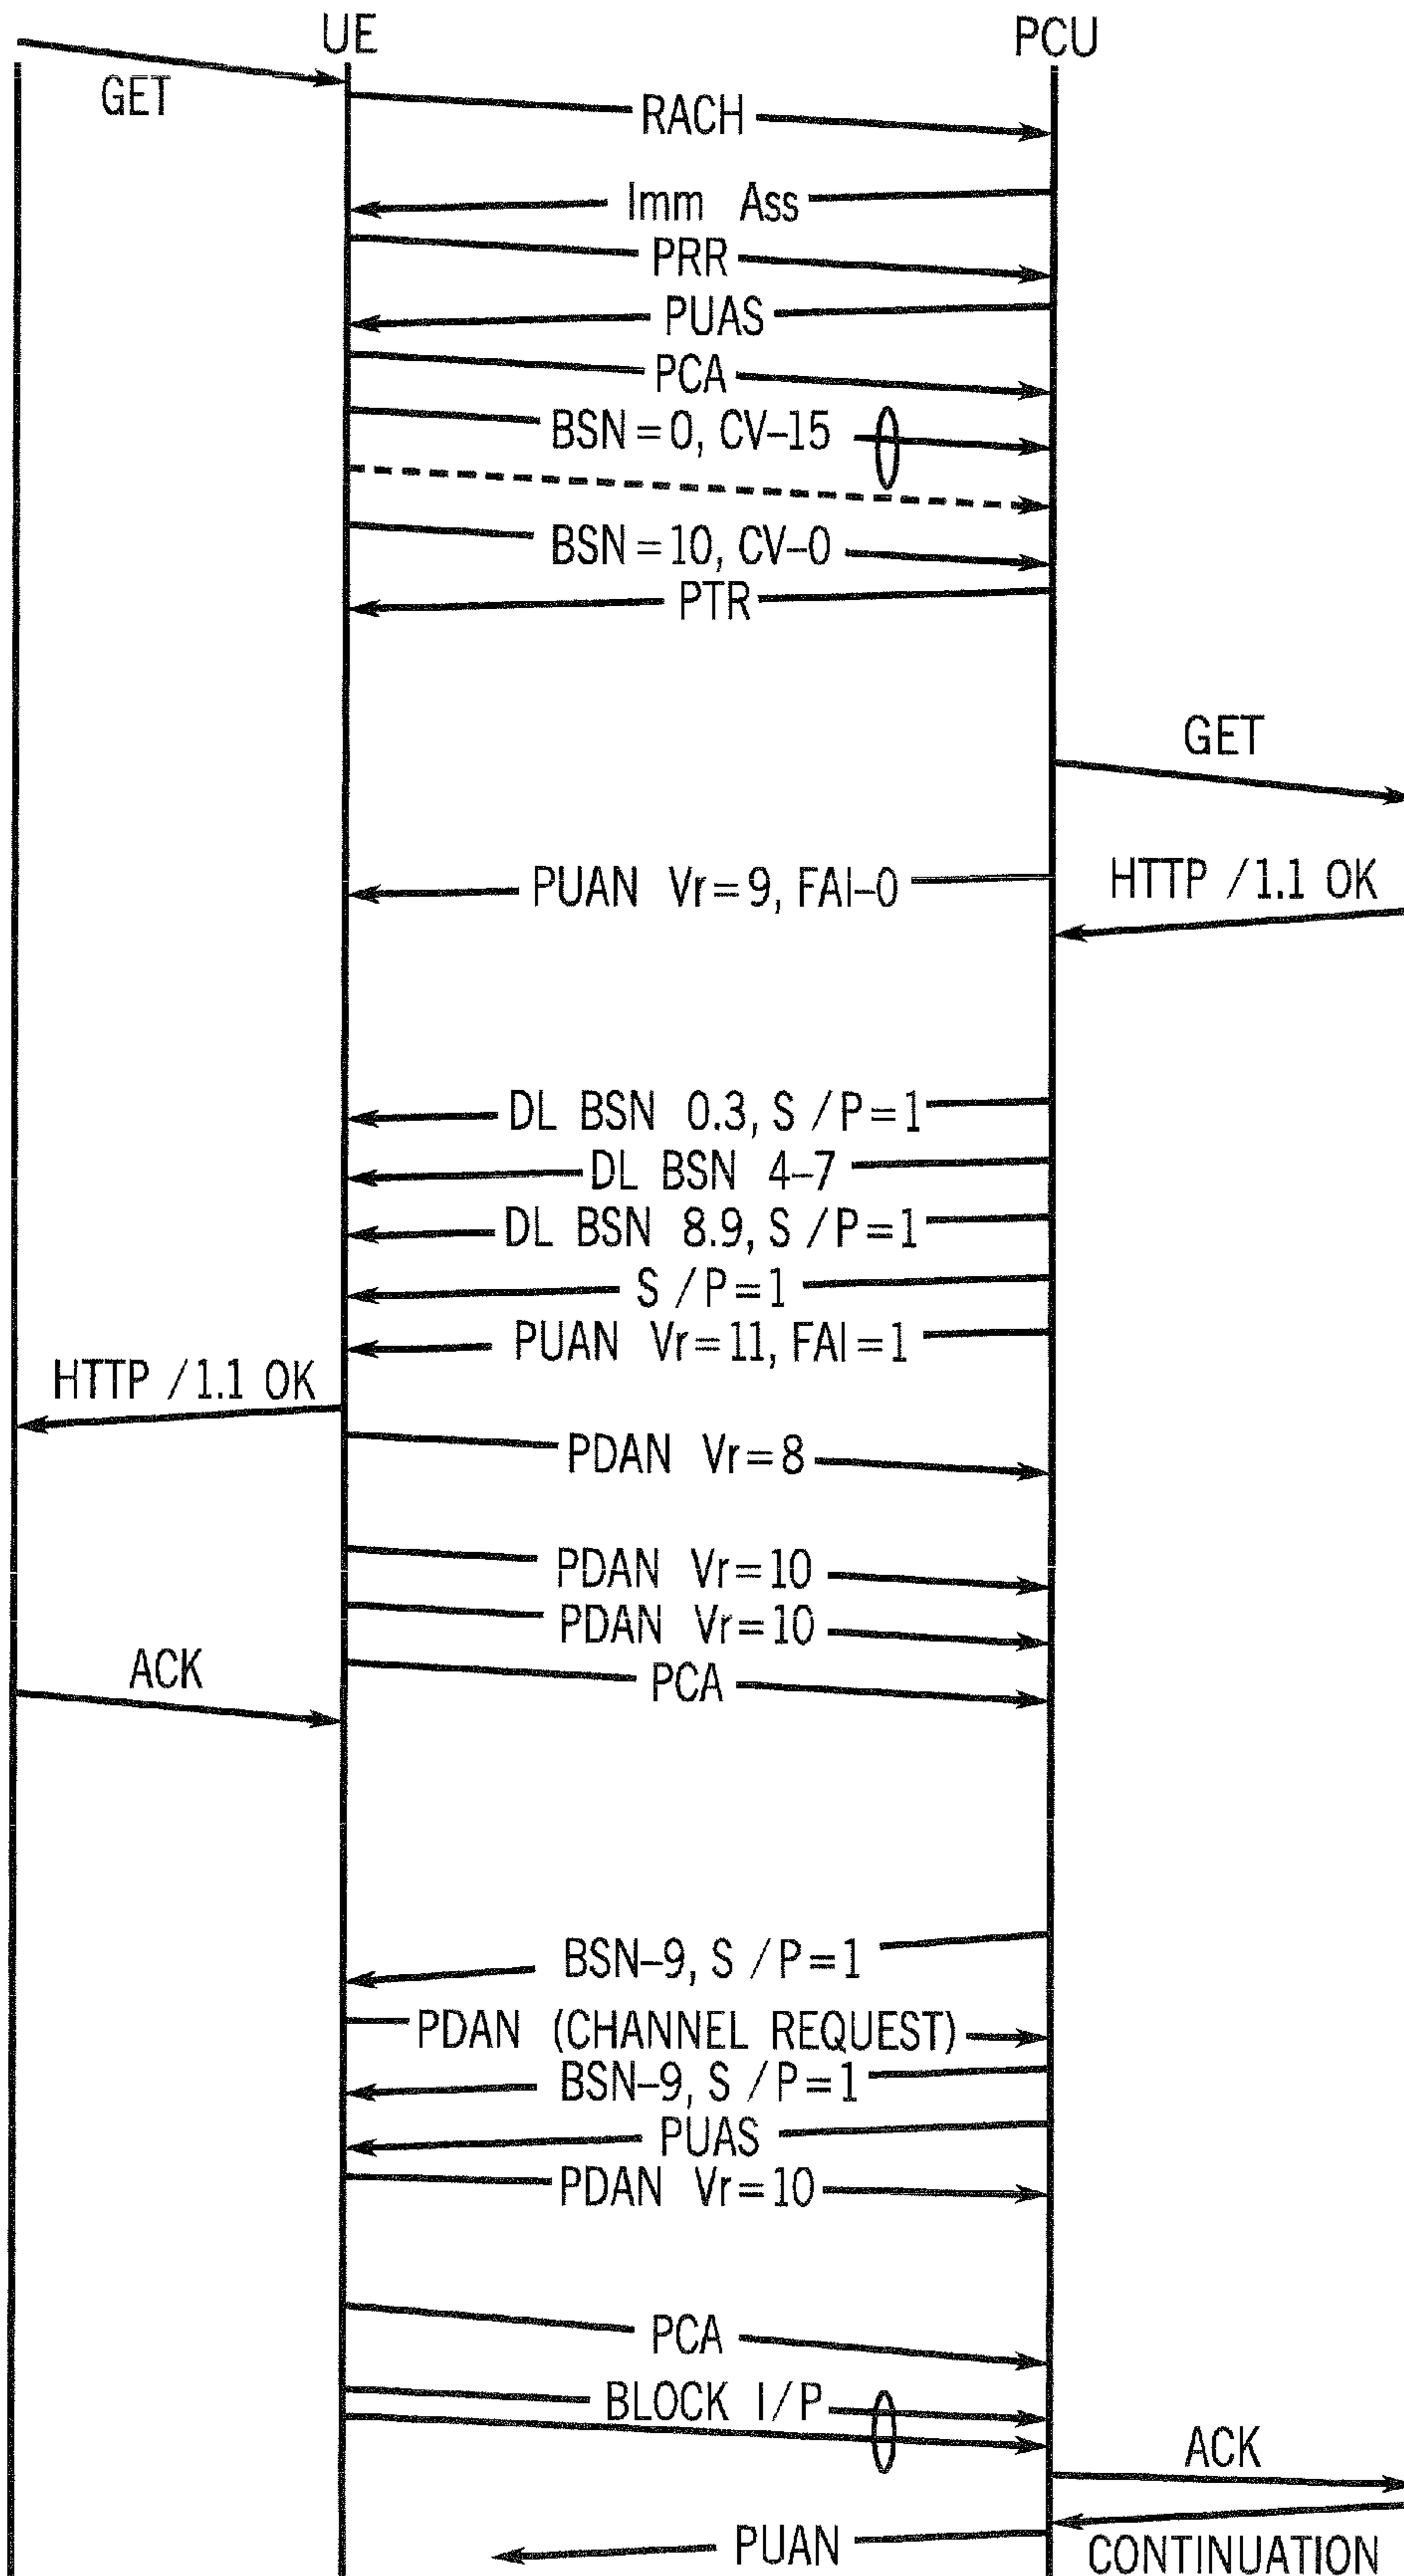 UE
PCU
GET
RACH
Imm Ass
PRR
PUAS
PCA
BSN=0, CV–15
BSN=10, CV–0
PTR
GET
HTTP /1.1 OK
PUAN Vr=9, FAI–0
DL BSN 0.3, S /P=1
DL BSN 4–7
DL BSN 8.9, S /P=1
S /P=1
PUAN Vr=11, FAI=1
HTTP /1.1 OK
PDAN Vr=8
PDAN Vr=10
PDAN Vr=10
ACK
PCA
BSN–9, S /P=1
PDAN (CHANNEL REQUEST)
BSN–9, S /P=1
PUAS
PDAN Vr=10
PCA
BLOCK I/P
ACK
PUAN
CONTINUATION